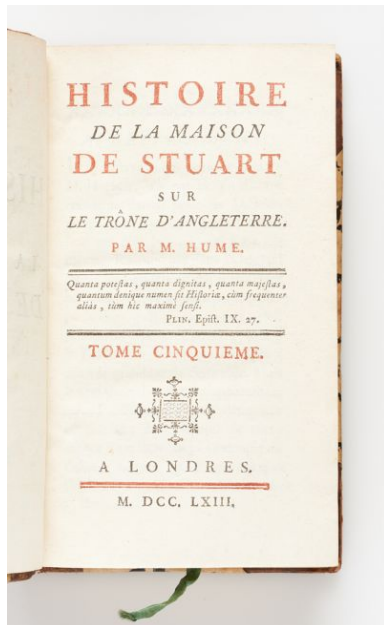 HISTOIRE
DE LA MAISON
DE STUART
SUR
LE TRÔNE D'ANGLETERRE.
PAR M. HUME.
Quanta poteſtas, quanta dignitas, quanta majeſtas,
quantum denique numen ſit Hiſtoriæ, cùm frequenter
aliàs, tùm hic maximè ſenſi.
PLIN. Epiſt. IX. 27.
TOME CINQUIEME.
A LONDRES.
M. DCC. LXIII.